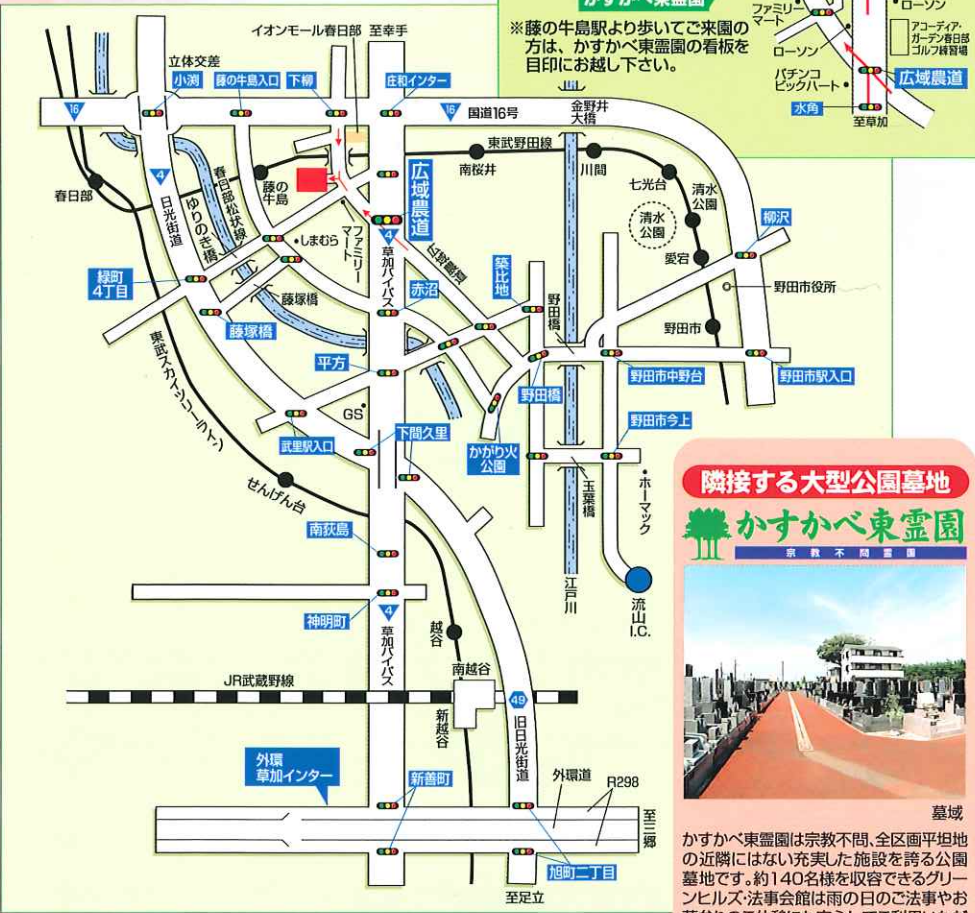 かすかべ東霊園
※藤の牛島駅より歩いてご来園の
方は、かすかべ東霊園の看板を
目印にお越し下さい。
ファミリー
マート
ローソン
ローソン
アコーディア・
ガーデン春日部
ゴルフ練習場
パチンコ
ビックハート
広域農道
水角
至草加
イオンモール春日部
至幸手
立体交差
小渕
藤の牛島入口
下柳
庄和インター
16
16
国道16号
金野井
大橋
東武野田線
春日部
4
日光街道
ゆりのき橋
春日部松伏線
藤の
牛島
南桜井
川間
七光台
清水
公園
清水
公園
愛宕
柳沢
野田市役所
野田市
広域農道
4
しまむら
ファミリー
マート
草加バイパス
広域農道
緑町
4丁目
藤塚橋
藤塚橋
赤沼
築比地
野田橋
平方
野田橋
野田市中野台
野田市駅入口
東武スカイツリーライン
GS
武里駅入口
下間久里
かがり火
公園
野田市今上
せんげん台
玉葉橋
ホーマック
南荻島
江戸川
流山
I.C.
神明町
4
草加バイパス
越谷
南越谷
JR武蔵野線
新越谷
49
旧日光街道
外環
草加インター
新善町
外環道
R298
至三郷
旭町二丁目
至足立
隣接する大型公園墓地
かすかべ東霊園
宗教不問霊園
墓域
かすかべ東霊園は宗教不問、全区画平坦地
の近隣にはない充実した施設を誇る公園
墓地です。約140名様を収容できるグリー
ンヒルズ・法事会館は雨の日のご法事やお